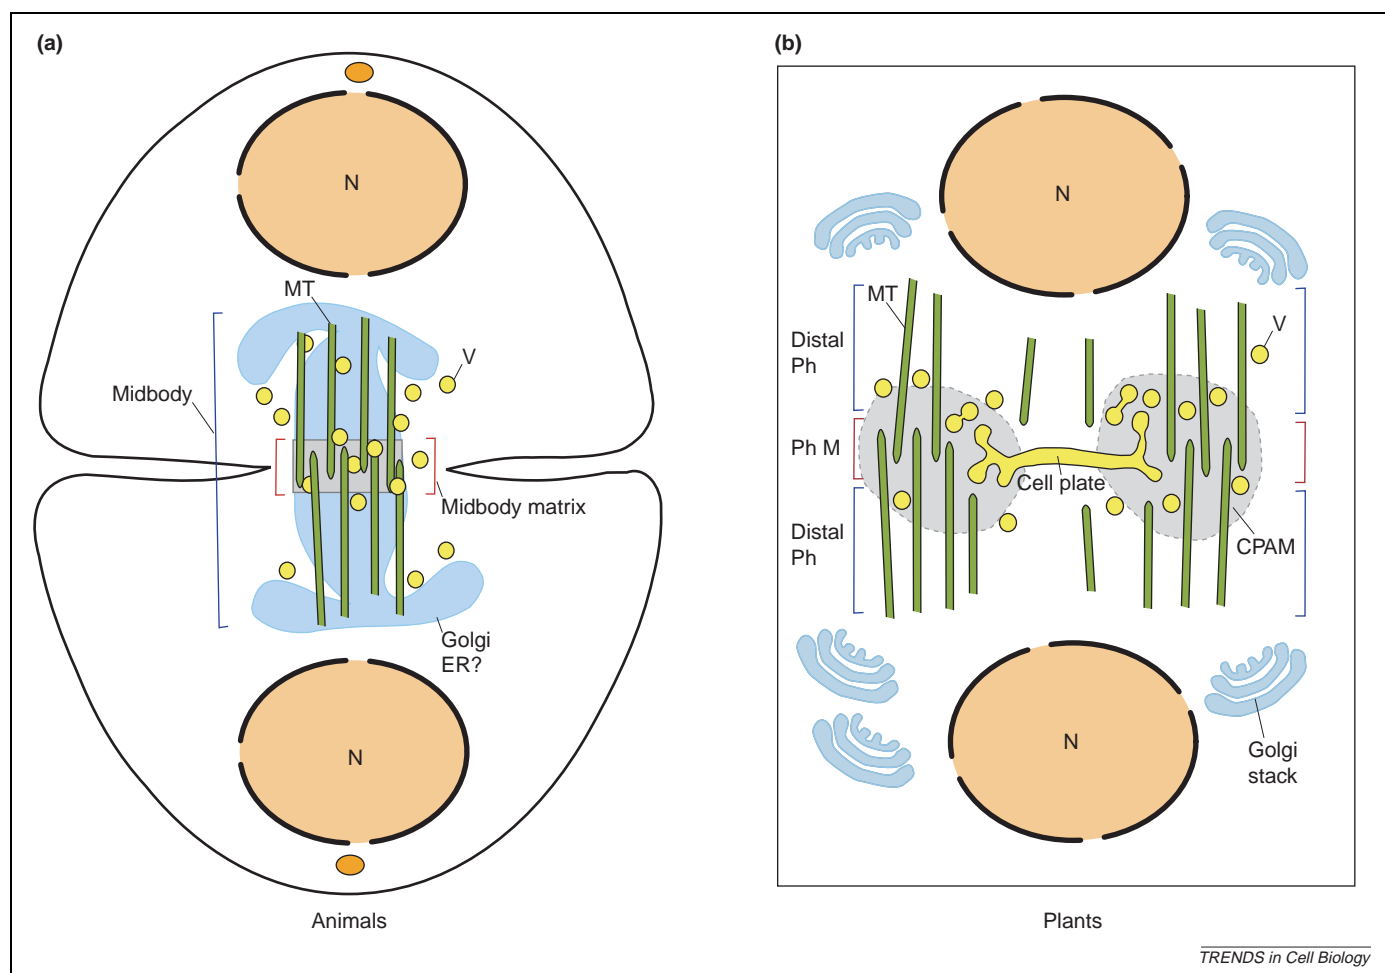 (a)
N
MT
V
Midbody
Midbody matrix
Golgi
ER?
N
Animals
(b)
N
MT
V
Distal
Ph
Ph M
Cell plate
Distal
Ph
CPAM
N
Golgi
stack
Plants
TRENDS in Cell Biology